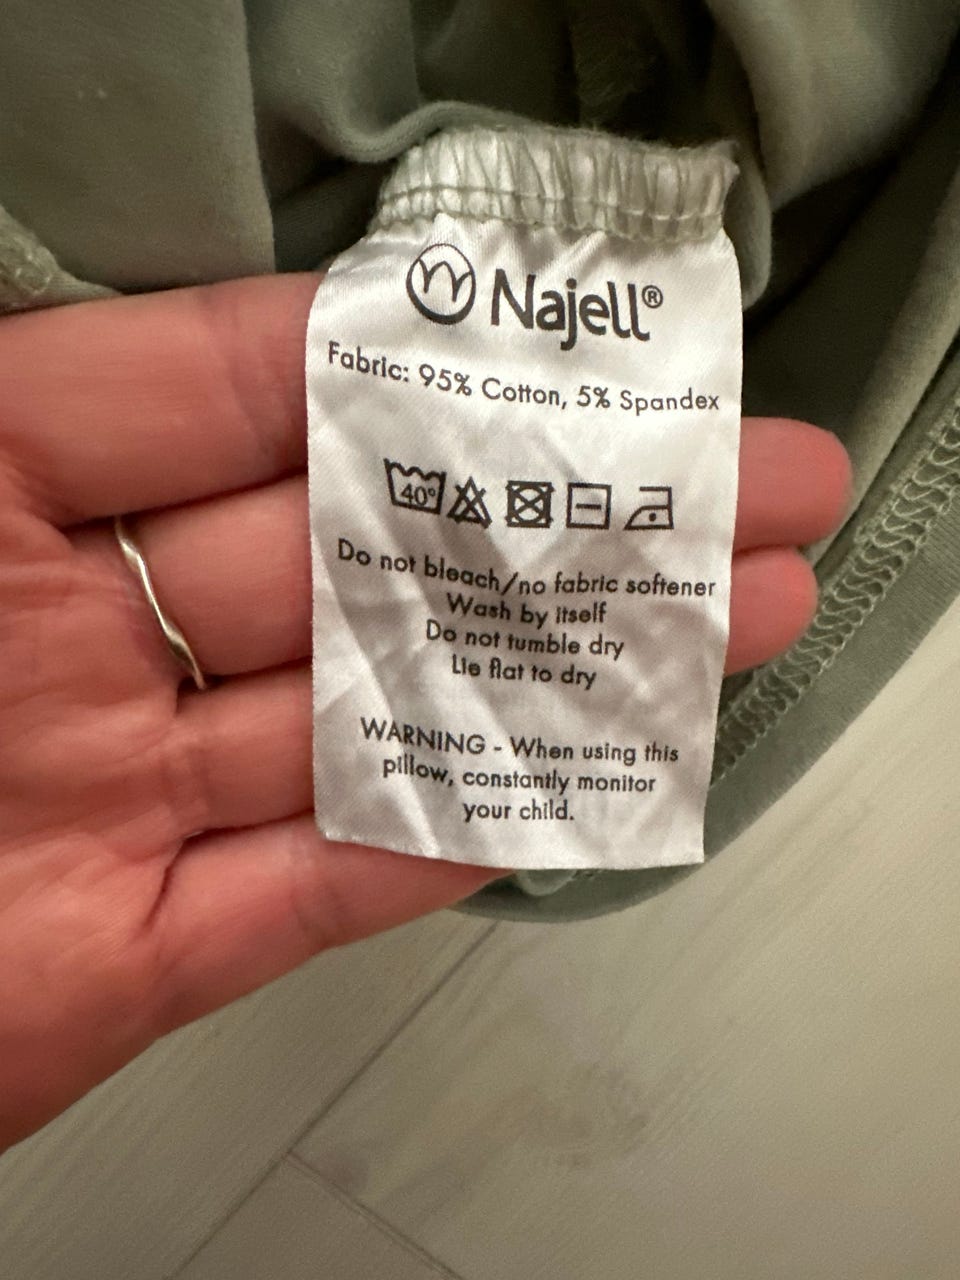 Najell®
Fabric: 95% Cotton, 5% Spandex
40°
Do not bleach/no fabric softener
Wash by itself
Do not tumble dry
Lie flat to dry
WARNING - When using this
pillow, constantly monitor
your child.